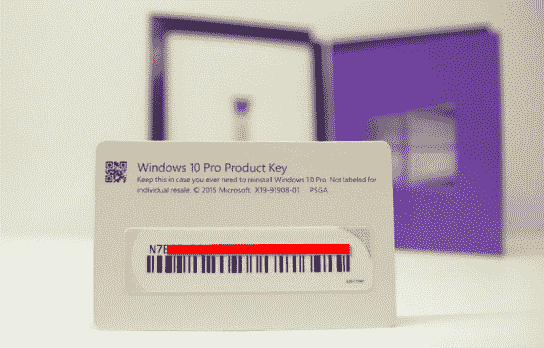 Windows 10 Pro Product Key
Keep this in case you ever need to reinstall Windows 10 Pro. Not labeled for
individual resale. © 2015 Microsoft. X19-91908-01 PSGA
N7E